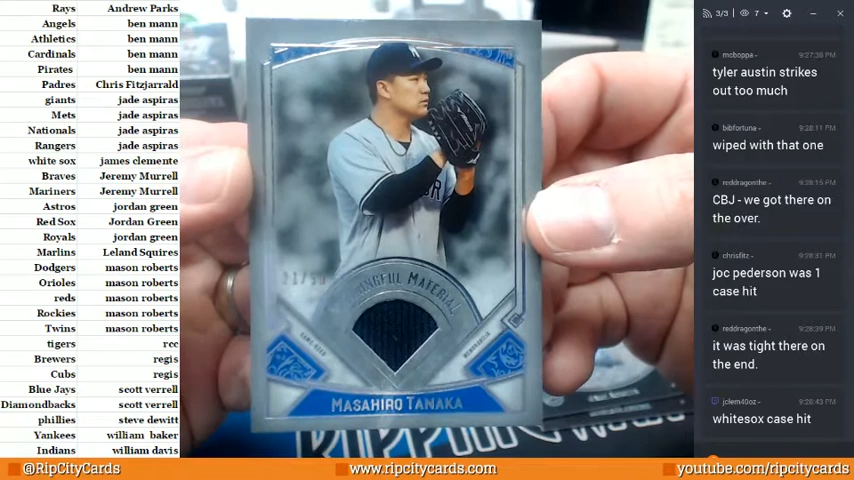 Rays Andrew Parks
Angels ben mann
Athletics ben mann
Cardinals ben mann
Pirates ben mann
Padres Chris Fitzjarrald
giants jade aspiras
Mets jade aspiras
Nationals jade aspiras
Rangers jade aspiras
white sox james clemente
Braves Jeremy Murrell
Mariners Jeremy Murrell
Astros jordan green
Red Sox Jordan Green
Royals jordan green
Marlins Leland Squires
Dodgers mason roberts
Orioles mason roberts
reds mason roberts
Rockies mason roberts
Twins mason roberts
tigers rcc
Brewers regis
Cubs regis
Blue Jays scott verrell
Diamondbacks scott verrell
phillies steve dewitt
Yankees william baker
Indians william davis
MATERIAL
GAME-USED
MEMORABILIA
MASAHIRO TANAKA
3/3 7
mcboppa - 9:27:38 PM
tyler austin strikes
out too much
bibfortuna - 9:28:11 PM
wiped with that one
reddragonthe - 9:28:15 PM
CBJ - we got there on
the over.
chrisfitz - 9:28:31 PM
joc pederson was 1
case hit
reddragonthe - 9:28:39 PM
it was tight there on
the end.
jclem40oz - 9:28:43 PM
whitesox case hit
@RipCityCards
www.ripcitycards.com
youtube.com/ripcitycards